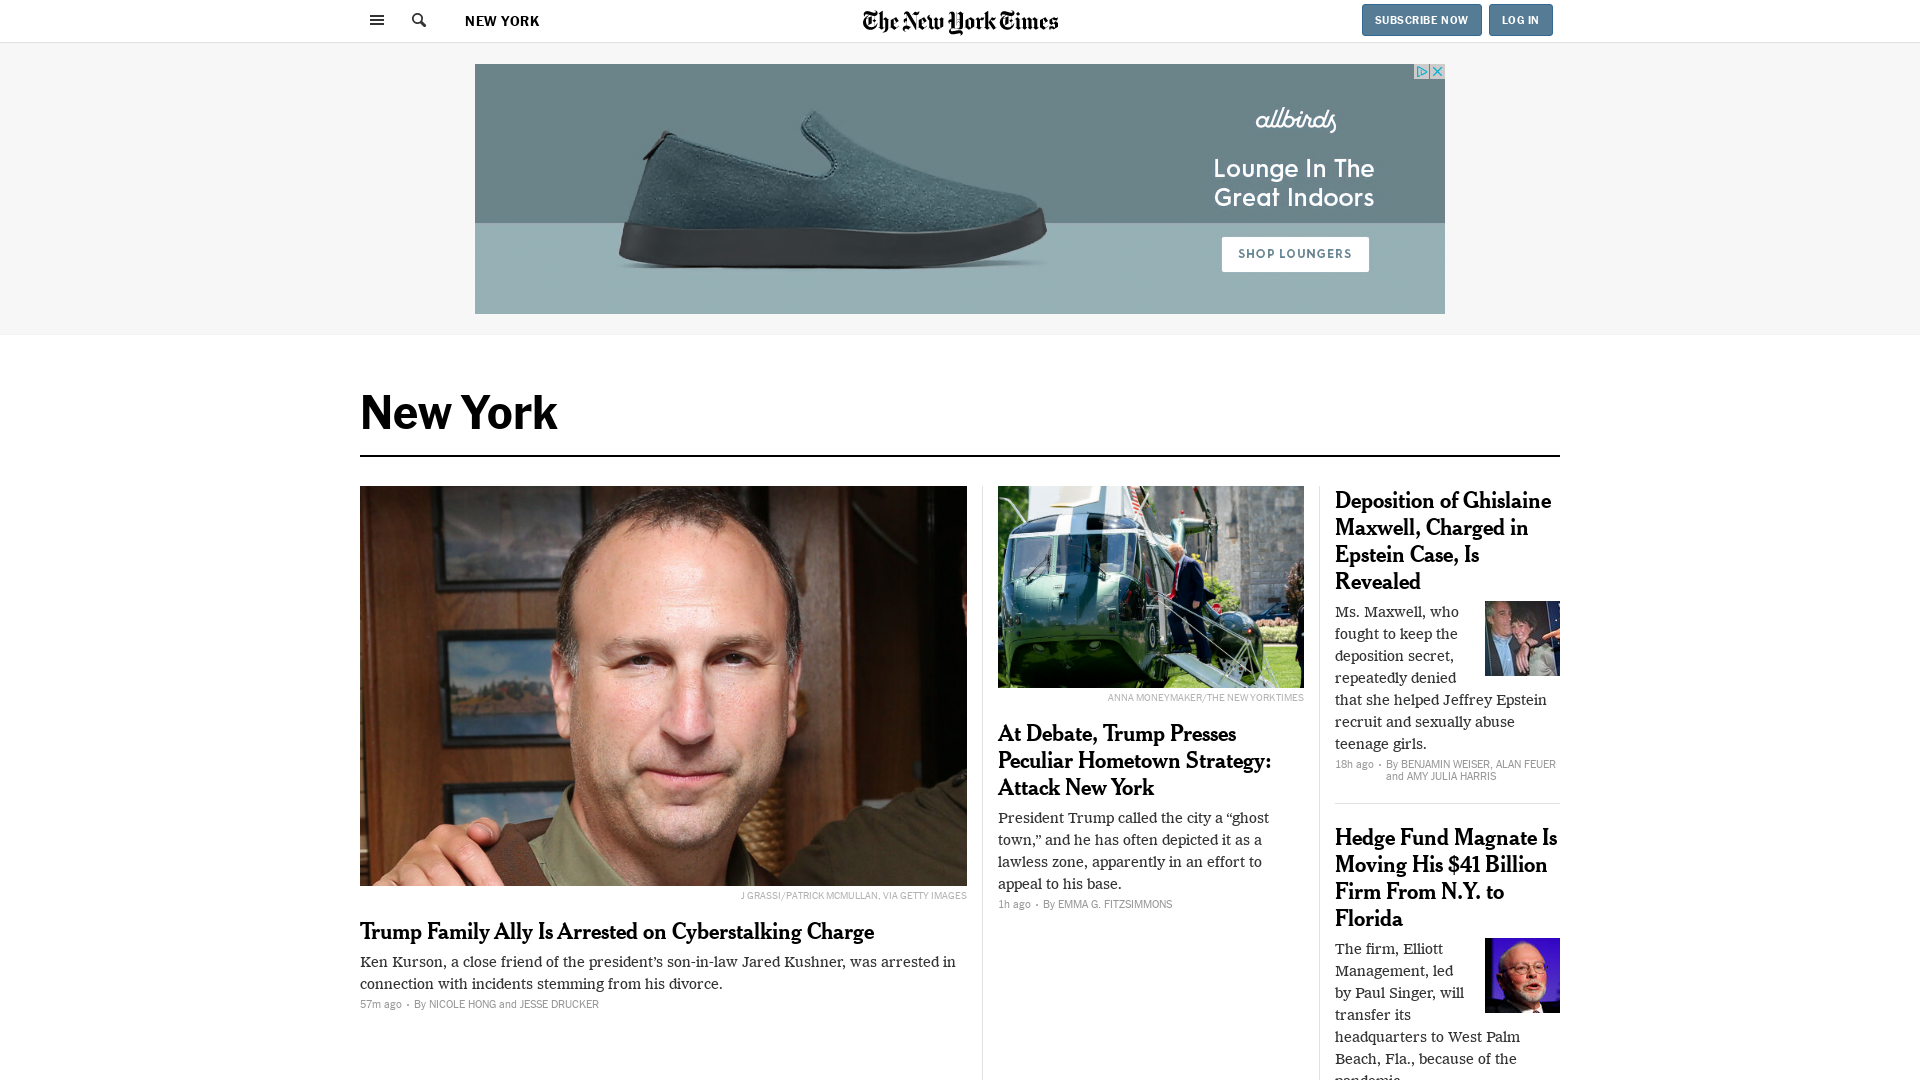 NEW YORK
The New York Times
SUBSCRIBE NOW
LOG IN
allbirds
Lounge In The
Great Indoors
SHOP LOUNGERS
New York
J GRASSI/PATRICK MCMULLAN, VIA GETTY IMAGES
Trump Family Ally Is Arrested on Cyberstalking Charge
Ken Kurson, a close friend of the president’s son-in-law Jared Kushner, was arrested in
connection with incidents stemming from his divorce.
57m ago · By NICOLE HONG and JESSE DRUCKER
ANNA MONEYMAKER/THE NEW YORK TIMES
At Debate, Trump Presses
Peculiar Hometown Strategy:
Attack New York
President Trump called the city a “ghost
town,” and he has often depicted it as a
lawless zone, apparently in an effort to
appeal to his base.
1h ago · By EMMA G. FITZSIMMONS
Deposition of Ghislaine
Maxwell, Charged in
Epstein Case, Is
Revealed
Ms. Maxwell, who
fought to keep the
deposition secret,
repeatedly denied
that she helped Jeffrey Epstein
recruit and sexually abuse
teenage girls.
18h ago · By BENJAMIN WEISER, ALAN FEUER
and AMY JULIA HARRIS
Hedge Fund Magnate Is
Moving His $41 Billion
Firm From N.Y. to
Florida
The firm, Elliott
Management, led
by Paul Singer, will
transfer its
headquarters to West Palm
Beach, Fla., because of the
pandemic.